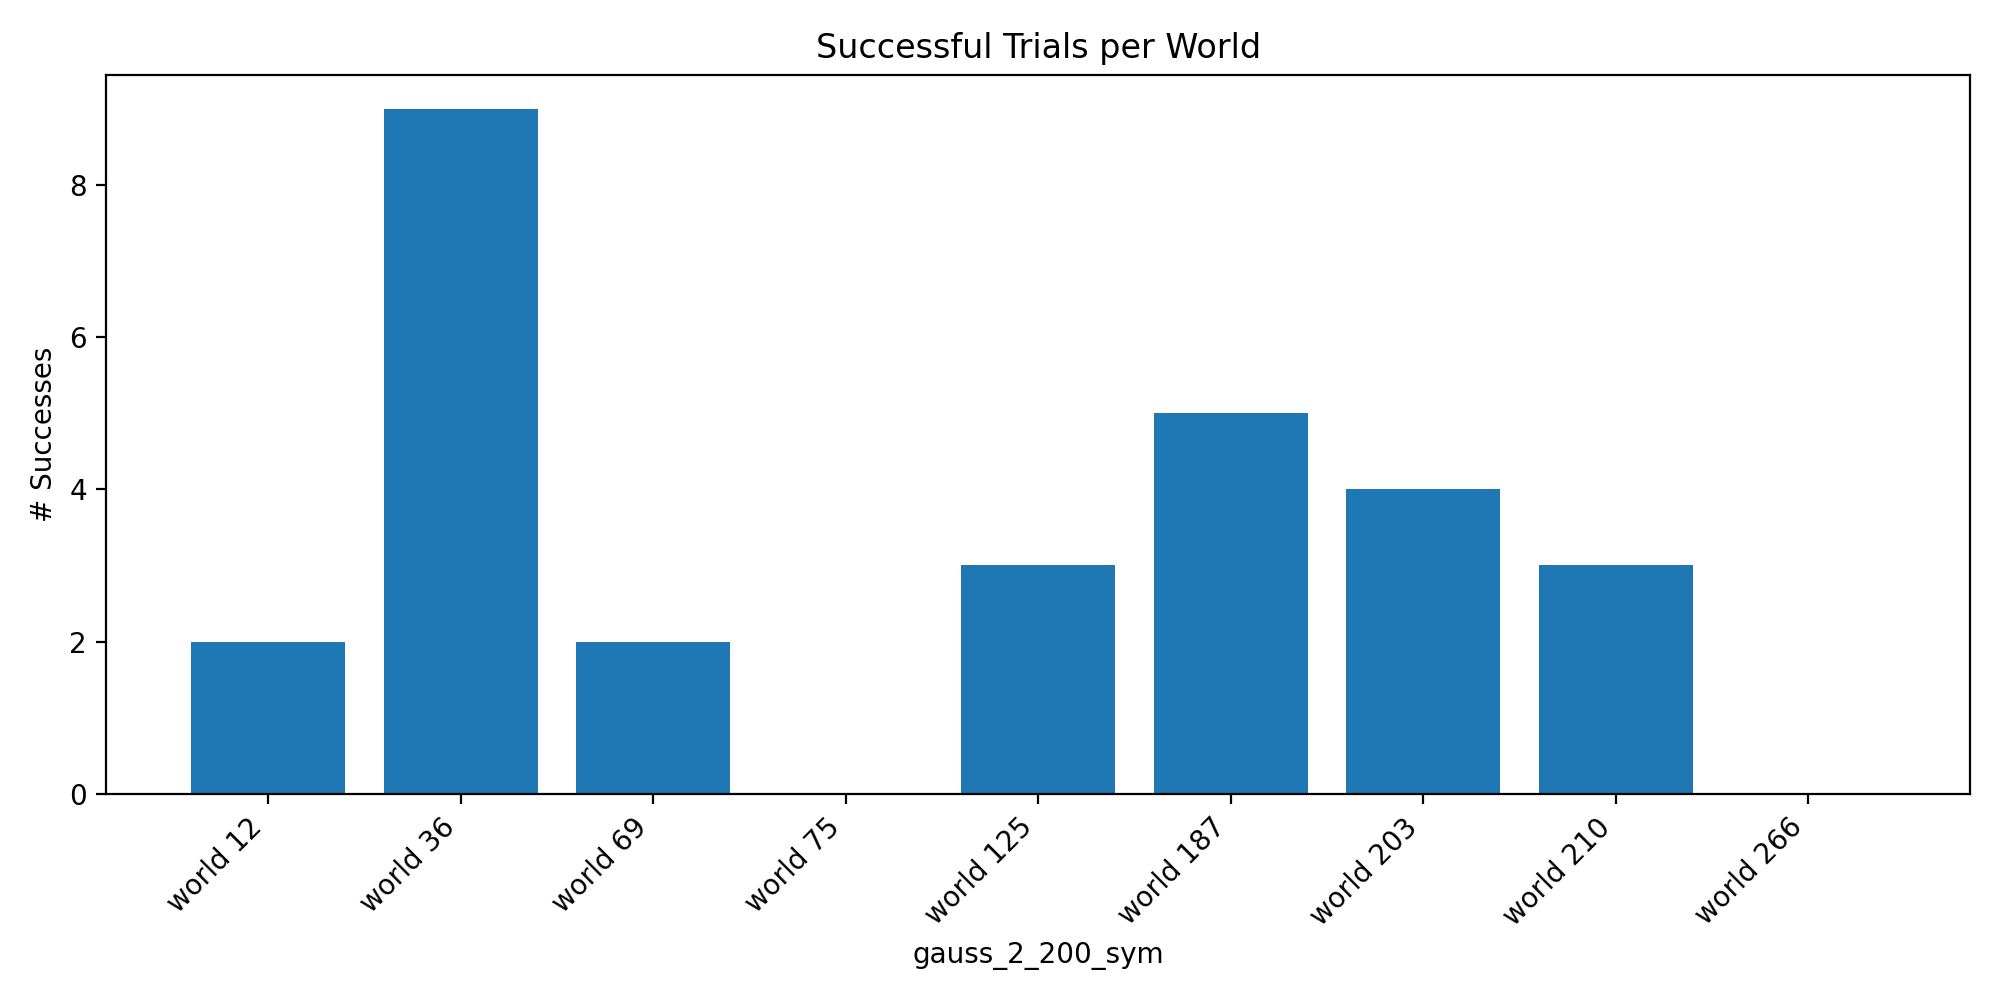 Successful Trials per World
# Successes
8
6
4
2
0
world 12
world 36
world 69
world 75
world 125
world 187
world 203
world 210
world 266
gauss_2_200_sym